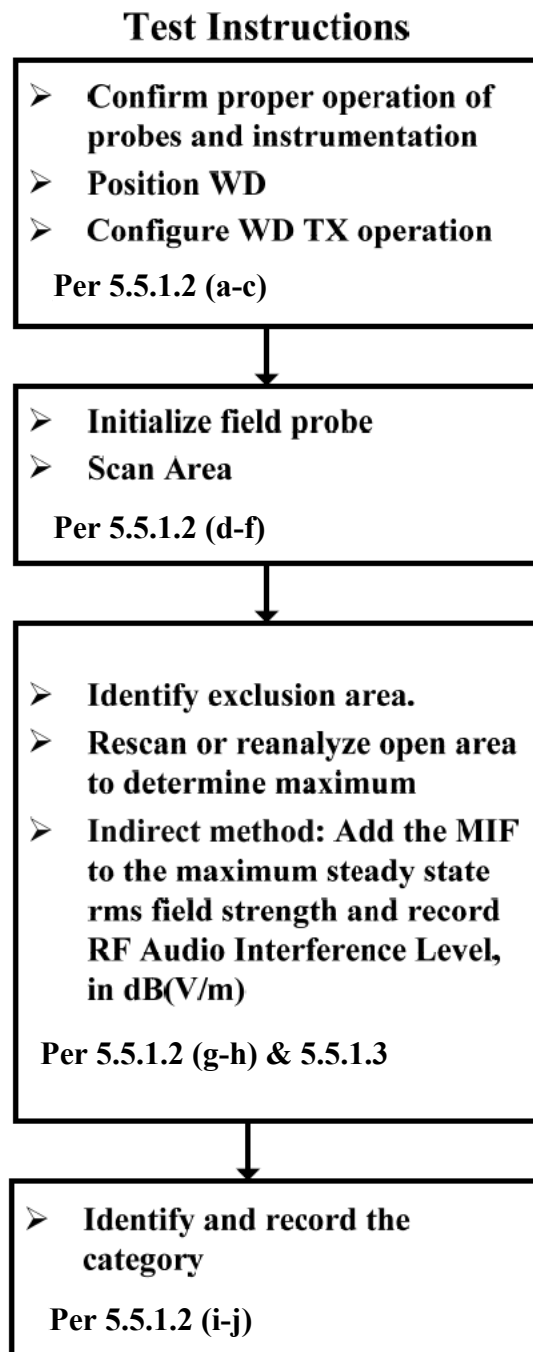 Test Instructions
➢ Confirm proper operation of
probes and instrumentation
➢ Position WD
➢ Configure WD TX operation
Per 5.5.1.2 (a-c)
➢ Initialize field probe
➢ Scan Area
Per 5.5.1.2 (d-f)
➢ Identify exclusion area.
➢ Rescan or reanalyze open area
to determine maximum
➢ Indirect method: Add the MIF
to the maximum steady state
rms field strength and record
RF Audio Interference Level,
in dB(V/m)
Per 5.5.1.2 (g-h) & 5.5.1.3
➢ Identify and record the
category
Per 5.5.1.2 (i-j)